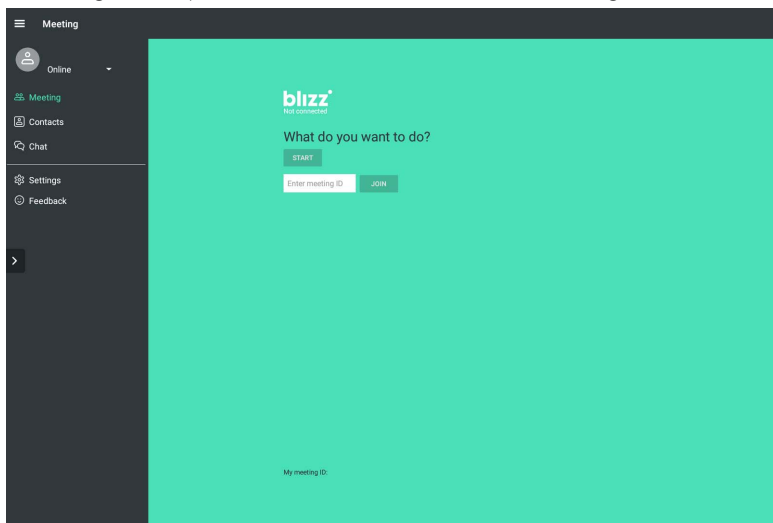 Meeting
Online
Meeting
Contacts
Chat
Settings
Feedback
blizz
Not connected
What do you want to do?
START
Enter meeting ID
JOIN
My meeting ID: